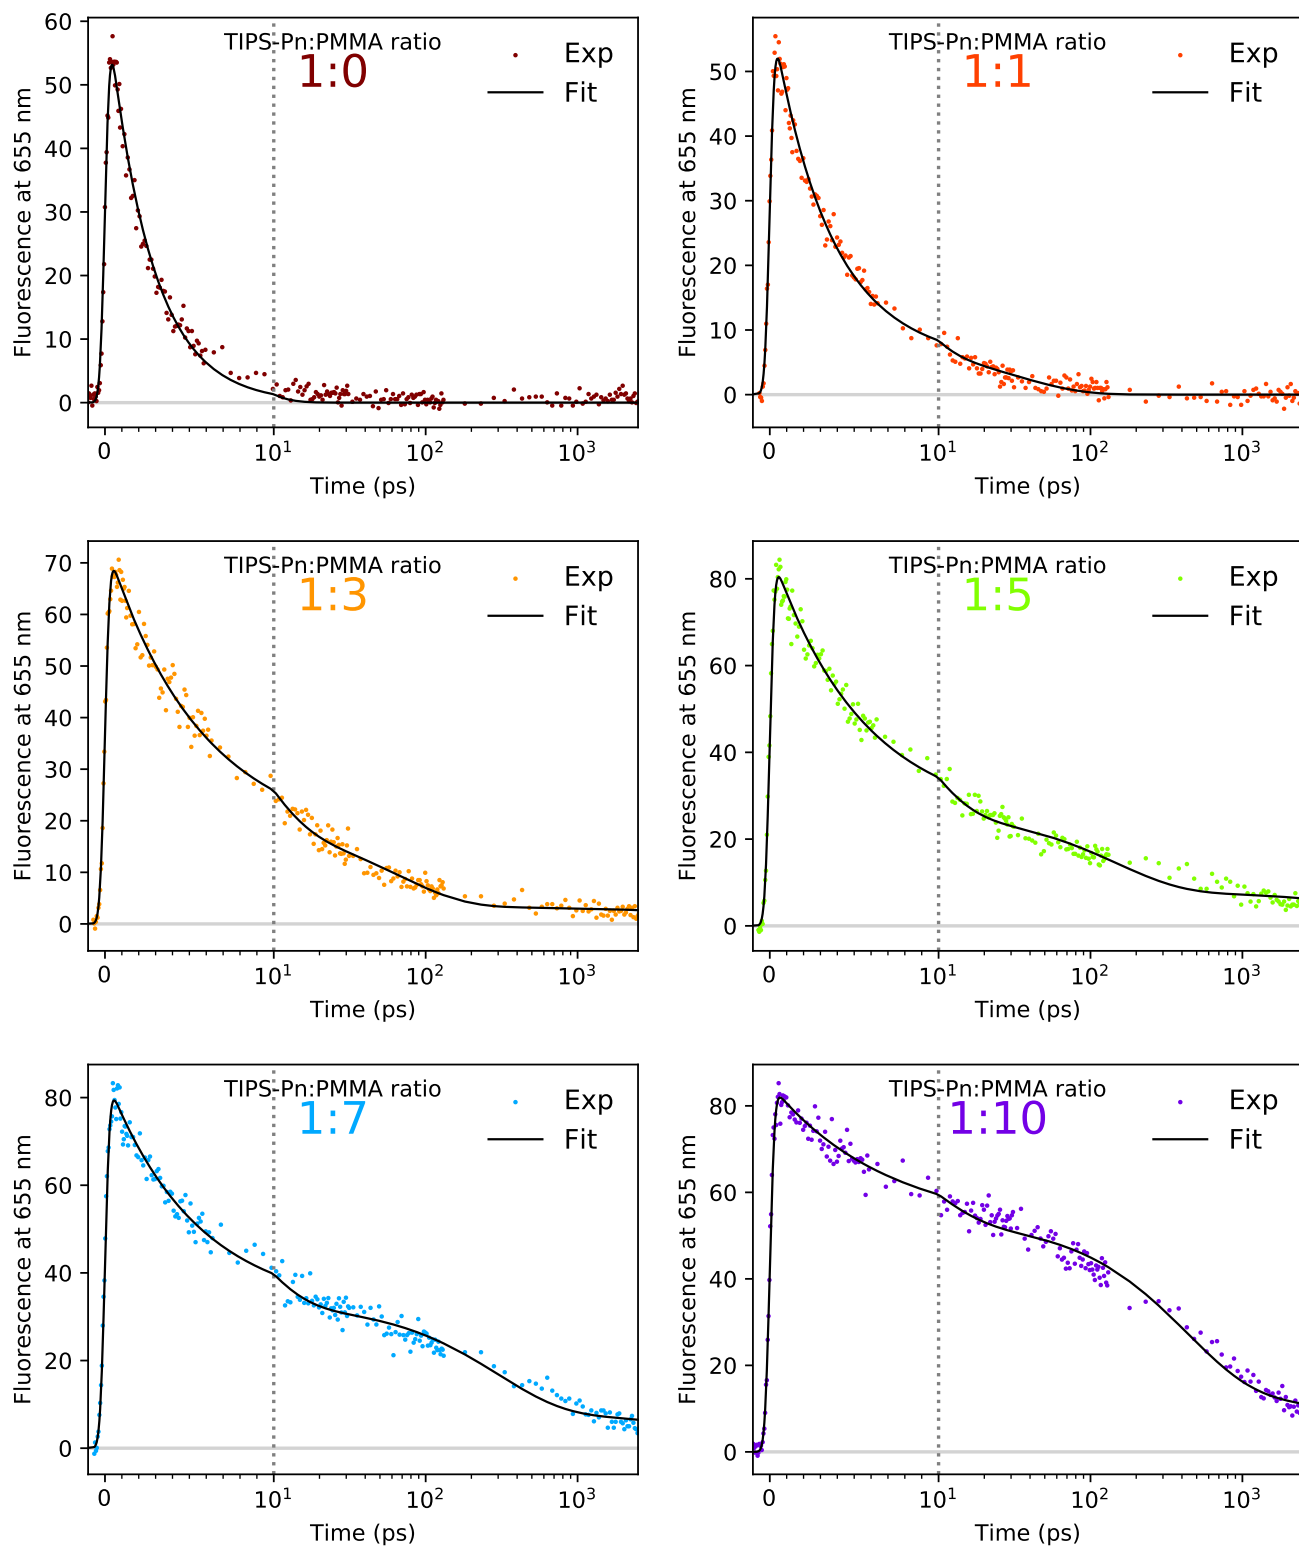 TIPS-Pn:PMMA ratio
1:0
Exp
Fit
60
50
40
30
20
10
0
Fluorescence at 655 nm
0 10¹ 10² 10³
Time (ps)
TIPS-Pn:PMMA ratio
1:1
Exp
Fit
50
40
30
20
10
0
Fluorescence at 655 nm
0 10¹ 10² 10³
Time (ps)
TIPS-Pn:PMMA ratio
1:3
Exp
Fit
70
60
50
40
30
20
10
0
Fluorescence at 655 nm
0 10¹ 10² 10³
Time (ps)
TIPS-Pn:PMMA ratio
1:5
Exp
Fit
80
60
40
20
0
Fluorescence at 655 nm
0 10¹ 10² 10³
Time (ps)
TIPS-Pn:PMMA ratio
1:7
Exp
Fit
80
60
40
20
0
Fluorescence at 655 nm
0 10¹ 10² 10³
Time (ps)
TIPS-Pn:PMMA ratio
1:10
Exp
Fit
80
60
40
20
0
Fluorescence at 655 nm
0 10¹ 10² 10³
Time (ps)